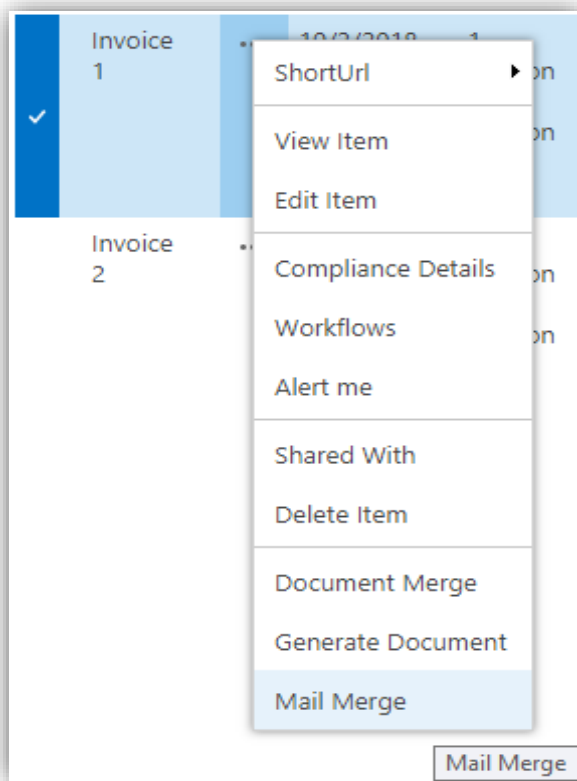 Invoice
1
ShortUrl
View Item
Edit Item
Invoice
2
Compliance Details
Workflows
Alert me
Shared With
Delete Item
Document Merge
Generate Document
Mail Merge
Mail Merge